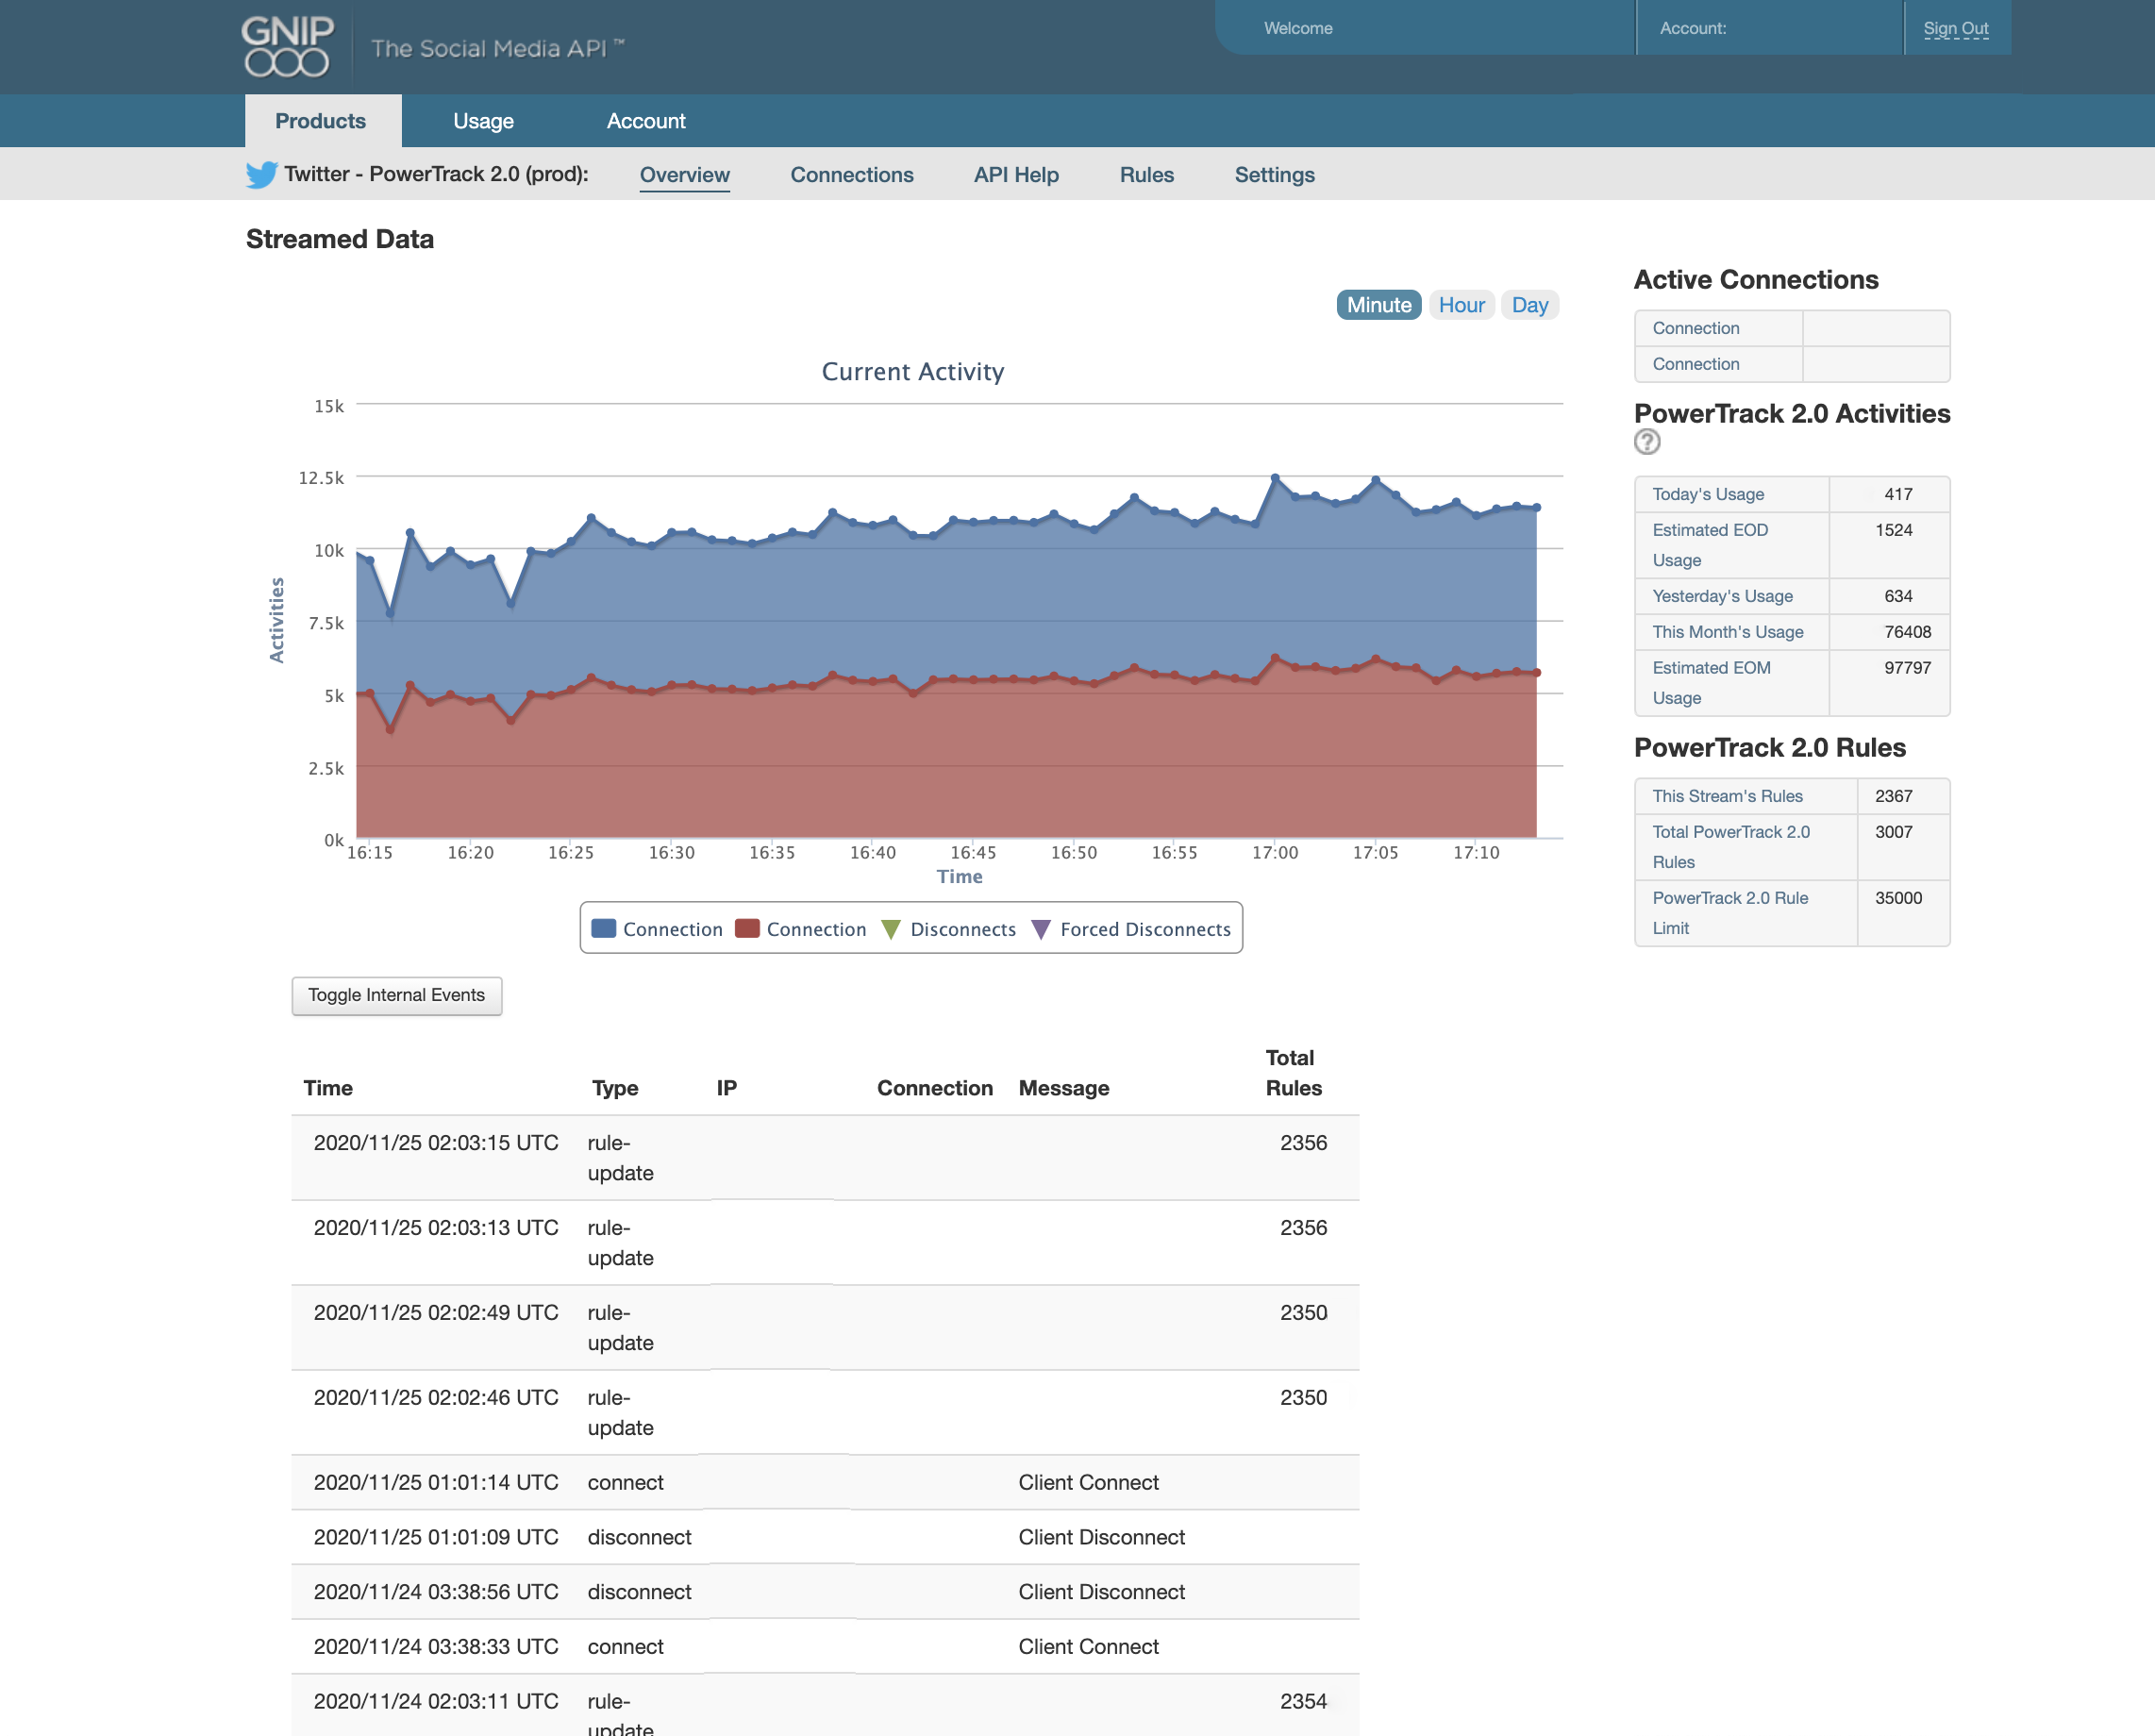 GNIP
The Social Media API ™
Welcome
Account:
Sign Out
Products
Usage
Account
Twitter - PowerTrack 2.0 (prod):
Overview
Connections
API Help
Rules
Settings
Streamed Data
Minute
Hour
Day
Current Activity
15k
12.5k
10k
7.5k
5k
2.5k
0k
Activities
16:15
16:20
16:25
16:30
16:35
16:40
16:45
16:50
16:55
17:00
17:05
17:10
Time
Connection
Connection
Disconnects
Forced Disconnects
Active Connections
Connection
Connection
PowerTrack 2.0 Activities
?
Today's Usage 417
Estimated EOD 1524
Usage
Yesterday's Usage 634
This Month's Usage 76408
Estimated EOM 97797
Usage
PowerTrack 2.0 Rules
This Stream's Rules 2367
Total PowerTrack 2.0 3007
Rules
PowerTrack 2.0 Rule 35000
Limit
Toggle Internal Events
Total
Time Type IP Connection Message Rules
2020/11/25 02:03:15 UTC rule- 2356
update
2020/11/25 02:03:13 UTC rule- 2356
update
2020/11/25 02:02:49 UTC rule- 2350
update
2020/11/25 02:02:46 UTC rule- 2350
update
2020/11/25 01:01:14 UTC connect Client Connect
2020/11/25 01:01:09 UTC disconnect Client Disconnect
2020/11/24 03:38:56 UTC disconnect Client Disconnect
2020/11/24 03:38:33 UTC connect Client Connect
2020/11/24 02:03:11 UTC rule- 2354
update